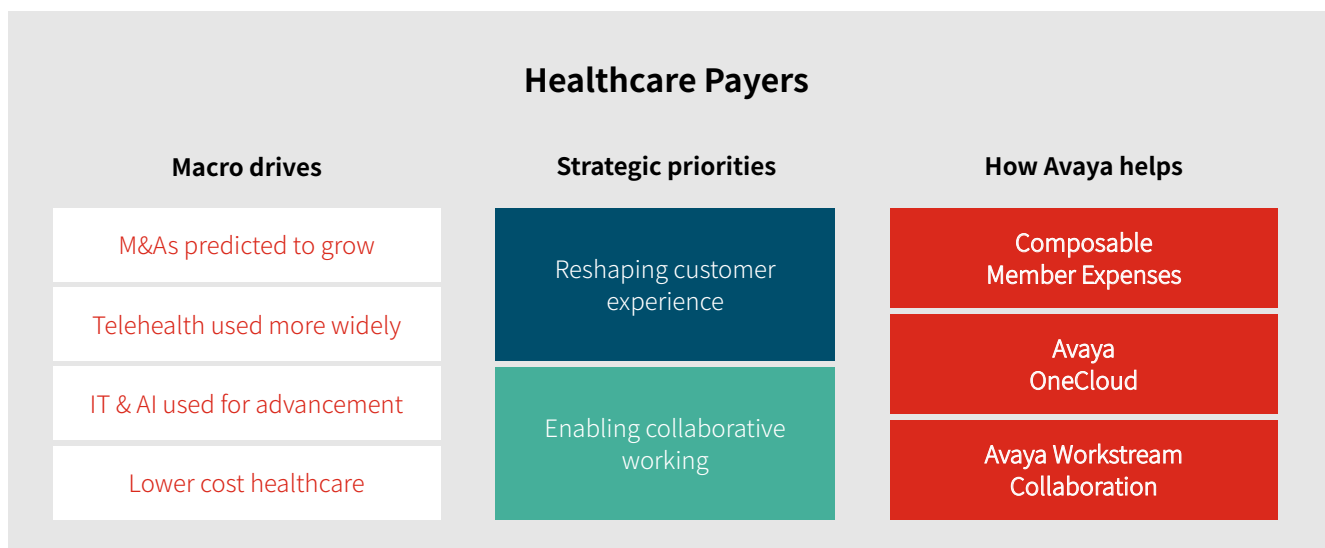 Healthcare Payers
Macro drives
M&As predicted to grow
Telehealth used more widely
IT & AI used for advancement
Lower cost healthcare
Strategic priorities
Reshaping customer
experience
Enabling collaborative
working
How Avaya helps
Composable
Member Expenses
Avaya
OneCloud
Avaya Workstream
Collaboration